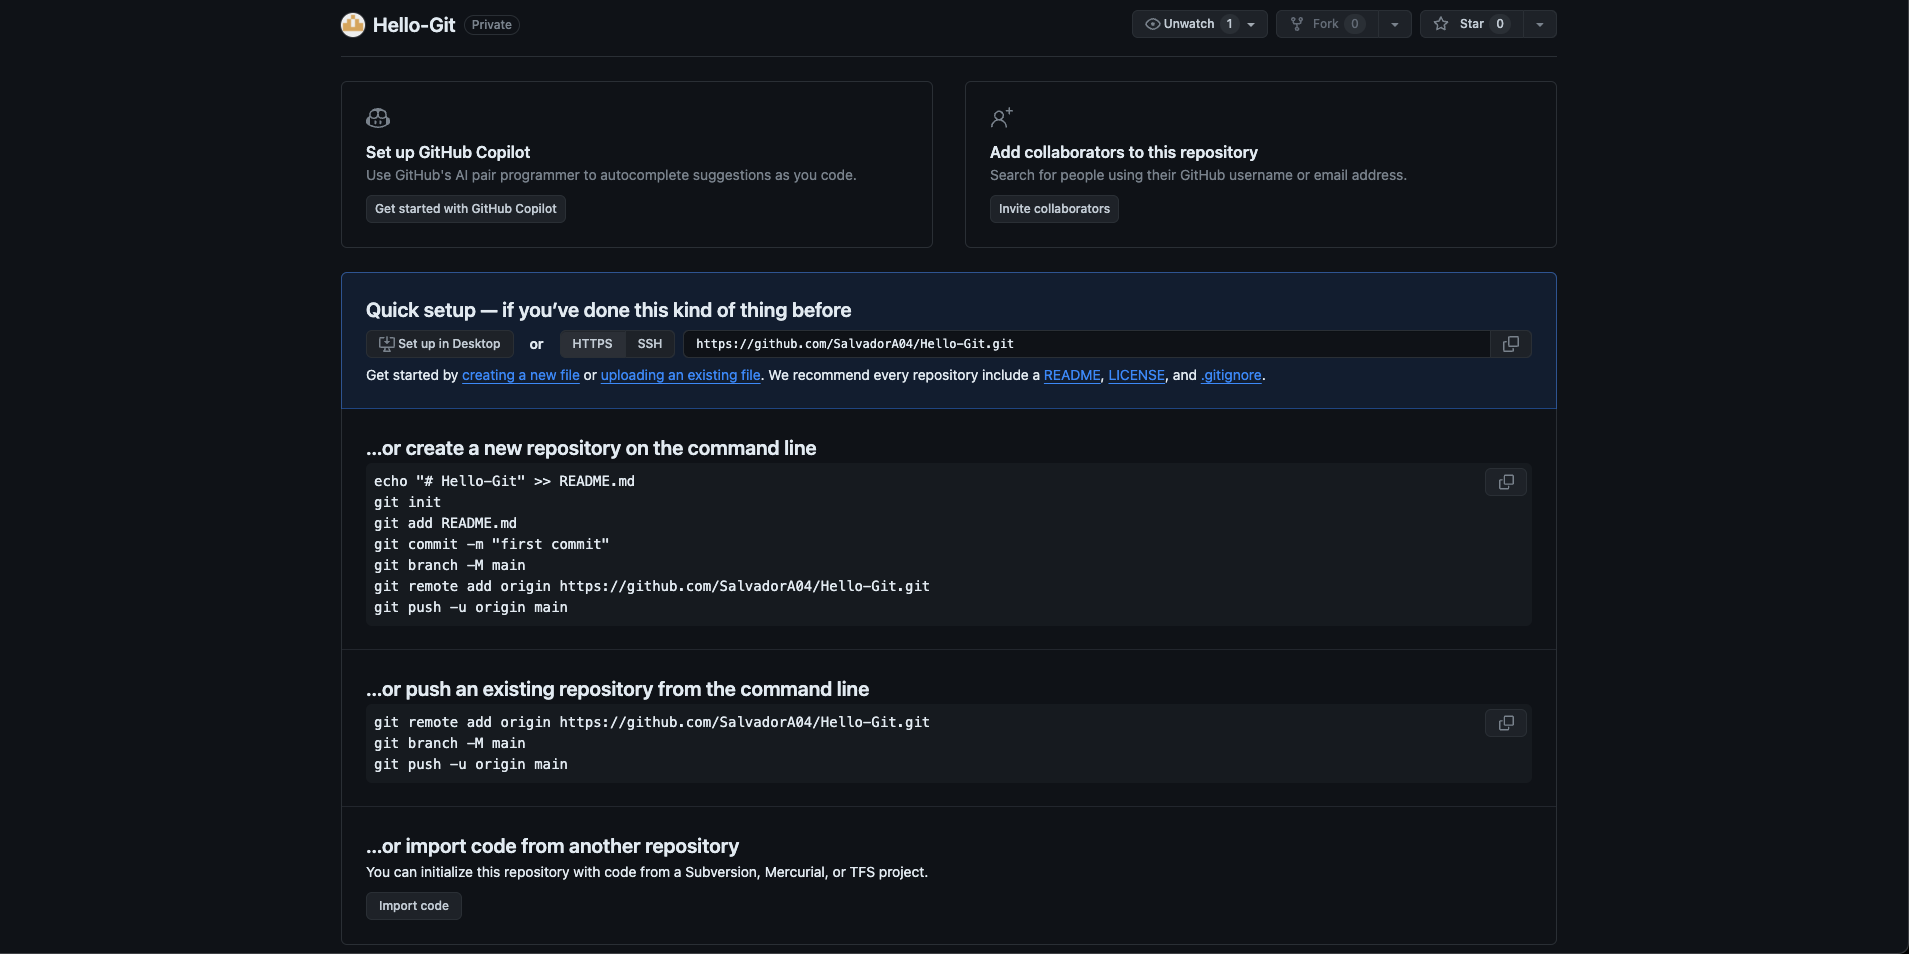 Hello-Git Private Unwatch 1 Fork 0 Star 0
Set up GitHub Copilot
Use GitHub's AI pair programmer to autocomplete suggestions as you code.
Get started with GitHub Copilot
Add collaborators to this repository
Search for people using their GitHub username or email address.
Invite collaborators
Quick setup — if you’ve done this kind of thing before
Set up in Desktop or HTTPS SSH https://github.com/SalvadorA04/Hello-Git.git
Get started by creating a new file or uploading an existing file. We recommend every repository include a README, LICENSE, and .gitignore.
…or create a new repository on the command line
echo "# Hello-Git" >> README.md
git init
git add README.md
git commit -m "first commit"
git branch -M main
git remote add origin https://github.com/SalvadorA04/Hello-Git.git
git push -u origin main
…or push an existing repository from the command line
git remote add origin https://github.com/SalvadorA04/Hello-Git.git
git branch -M main
git push -u origin main
…or import code from another repository
You can initialize this repository with code from a Subversion, Mercurial, or TFS project.
Import code